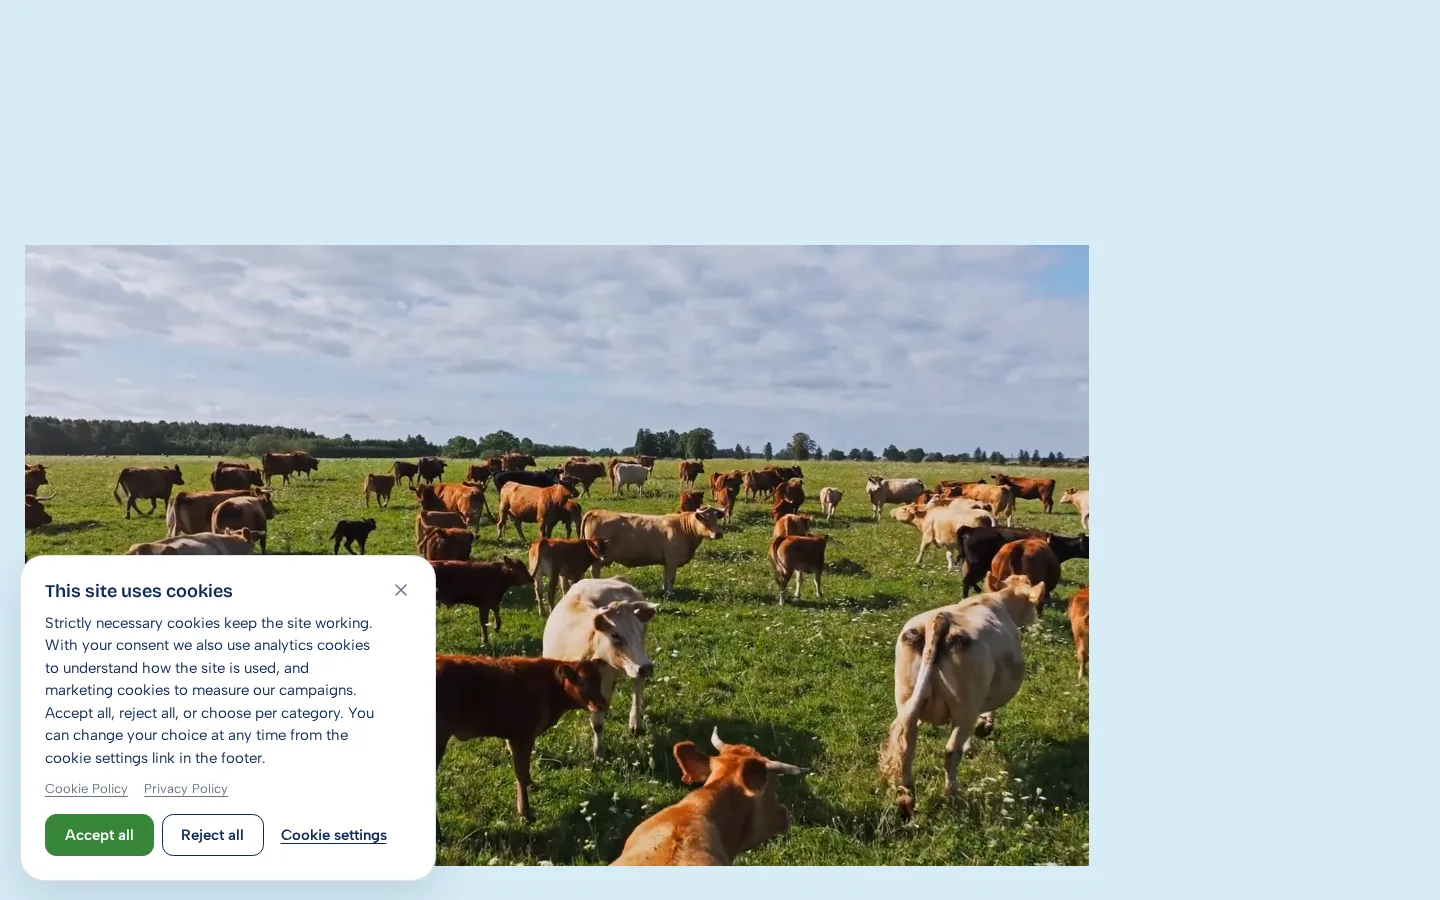 This site uses cookies
Strictly necessary cookies keep the site working.
With your consent we also use analytics cookies
to understand how the site is used, and
marketing cookies to measure our campaigns.
Accept all, reject all, or choose per category. You
can change your choice at any time from the
cookie settings link in the footer.
Cookie Policy Privacy Policy
Accept all Reject all Cookie settings